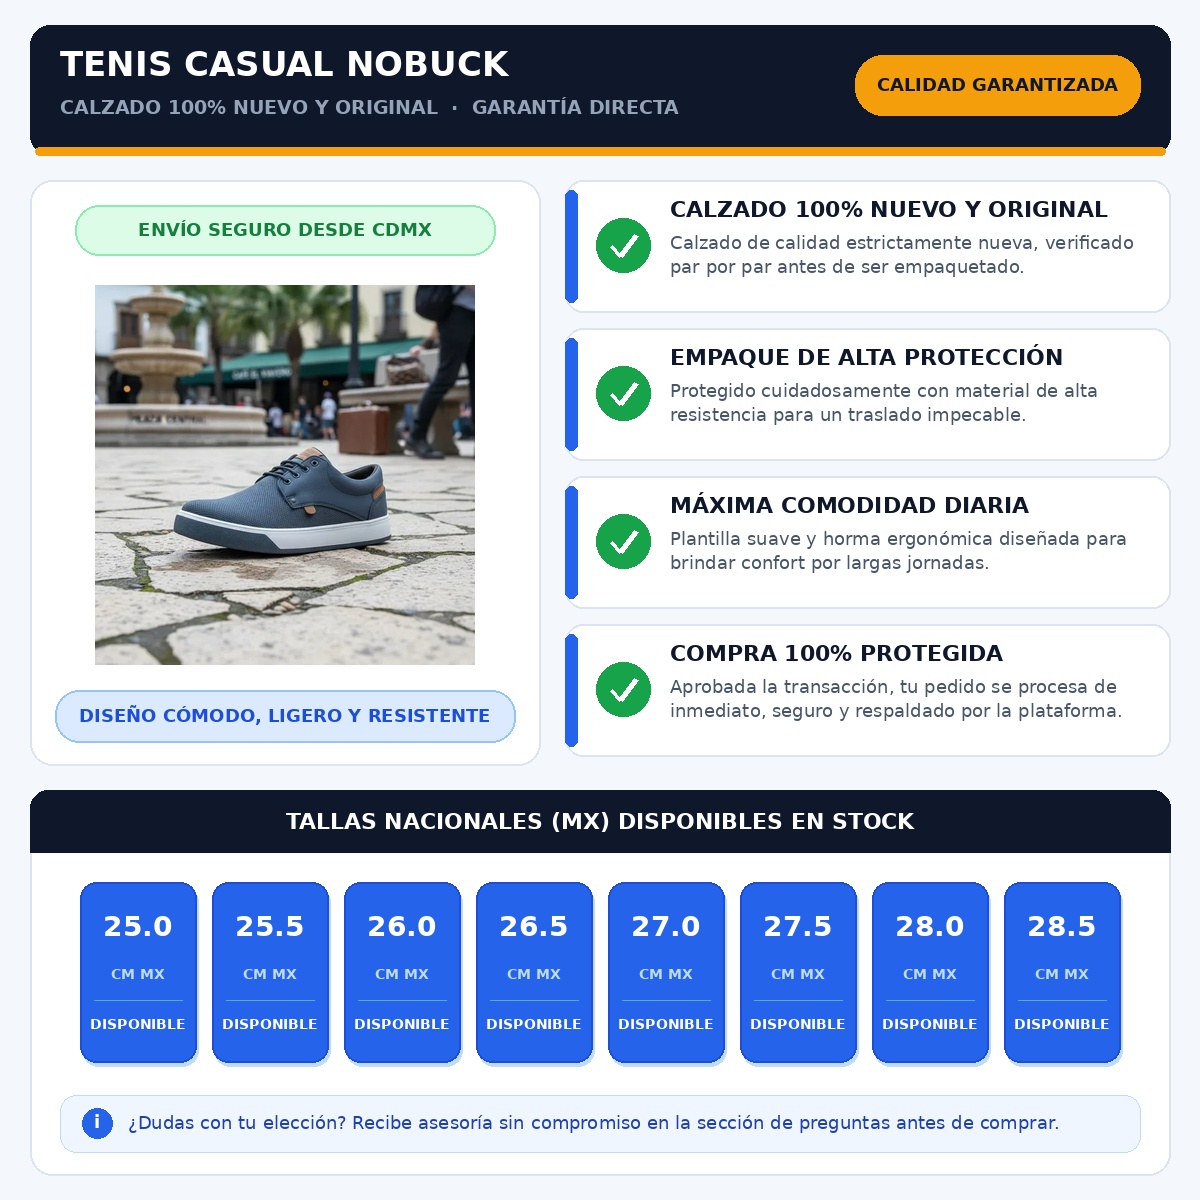 TENIS CASUAL NOBUCK
CALZADO 100% NUEVO Y ORIGINAL · GARANTÍA DIRECTA
CALIDAD GARANTIZADA
ENVÍO SEGURO DESDE CDMX
DISEÑO CÓMODO, LIGERO Y RESISTENTE
CALZADO 100% NUEVO Y ORIGINAL
Calzado de calidad estrictamente nueva, verificado
par por par antes de ser empaquetado.
EMPAQUE DE ALTA PROTECCIÓN
Protegido cuidadosamente con material de alta
resistencia para un traslado impecable.
MÁXIMA COMODIDAD DIARIA
Plantilla suave y horma ergonómica diseñada para
brindar confort por largas jornadas.
COMPRA 100% PROTEGIDA
Aprobada la transacción, tu pedido se procesa de
inmediato, seguro y respaldado por la plataforma.
TALLAS NACIONALES (MX) DISPONIBLES EN STOCK
25.0 25.5 26.0 26.5 27.0 27.5 28.0 28.5
CM MX CM MX CM MX CM MX CM MX CM MX CM MX CM MX
DISPONIBLE DISPONIBLE DISPONIBLE DISPONIBLE DISPONIBLE DISPONIBLE DISPONIBLE DISPONIBLE
i ¿Dudas con tu elección? Recibe asesoría sin compromiso en la sección de preguntas antes de comprar.